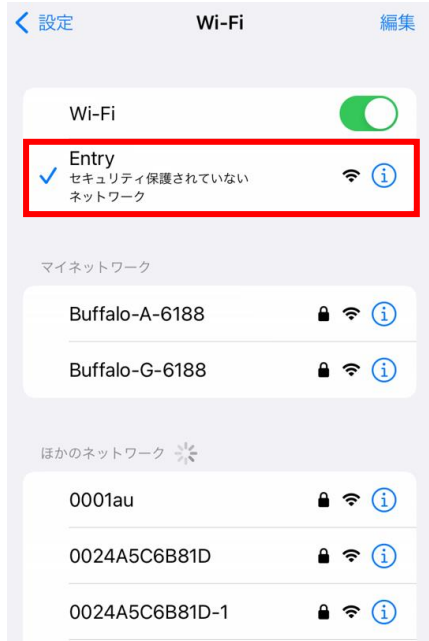 設定 Wi-Fi 編集
Wi-Fi
Entry
セキュリティ保護されていない
ネットワーク
マイネットワーク
Buffalo-A-6188
Buffalo-G-6188
ほかのネットワーク
0001au
0024A5C6B81D
0024A5C6B81D-1